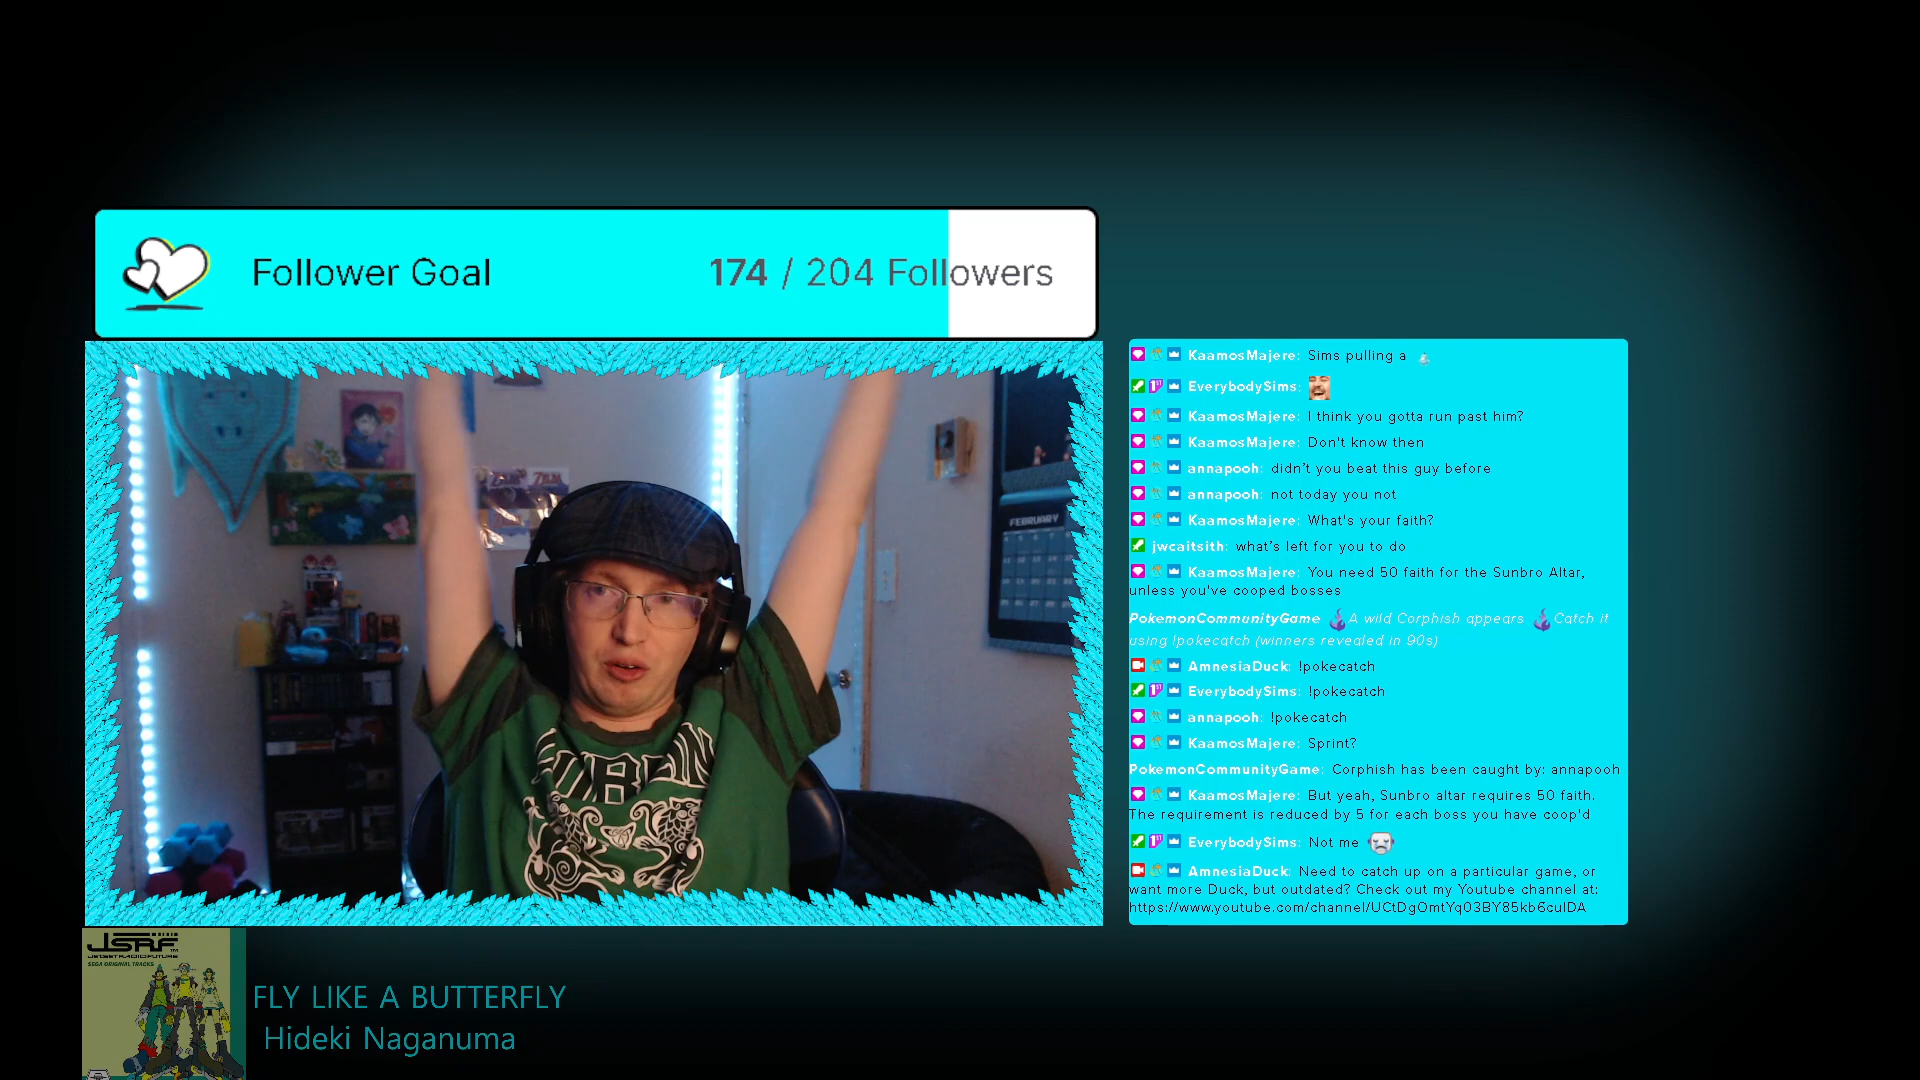 Follower Goal 174 / 204 Followers
KaamosMajere: Sims pulling a
EverybodySims:
KaamosMajere: I think you gotta run past him?
KaamosMajere: Don't know then
annapooh: didn't you beat this guy before
annapooh: not today you not
KaamosMajere: What's your faith?
jwcaitsith: what's left for you to do
KaamosMajere: You need 50 faith for the Sunbro Altar,
unless you've cooped bosses
PokemonCommunityGame A wild Corphish appears Catch it
using !pokecatch (winners revealed in 90s)
AmnesiaDuck: !pokecatch
EverybodySims: !pokecatch
annapooh: !pokecatch
KaamosMajere: Sprint?
PokemonCommunityGame: Corphish has been caught by: annapooh
KaamosMajere: But yeah, Sunbro altar requires 50 faith.
The requirement is reduced by 5 for each boss you have coop'd
EverybodySims: Not me
AmnesiaDuck: Need to catch up on a particular game, or
want more Duck, but outdated? Check out my Youtube channel at:
https://www.youtube.com/channel/UCtDgOmtYq03BY85kb6culDA
FEBRUARY
JSRF
JET SET RADIO FUTURE
SEGA ORIGINAL TRACKS
FLY LIKE A BUTTERFLY
Hideki Naganuma